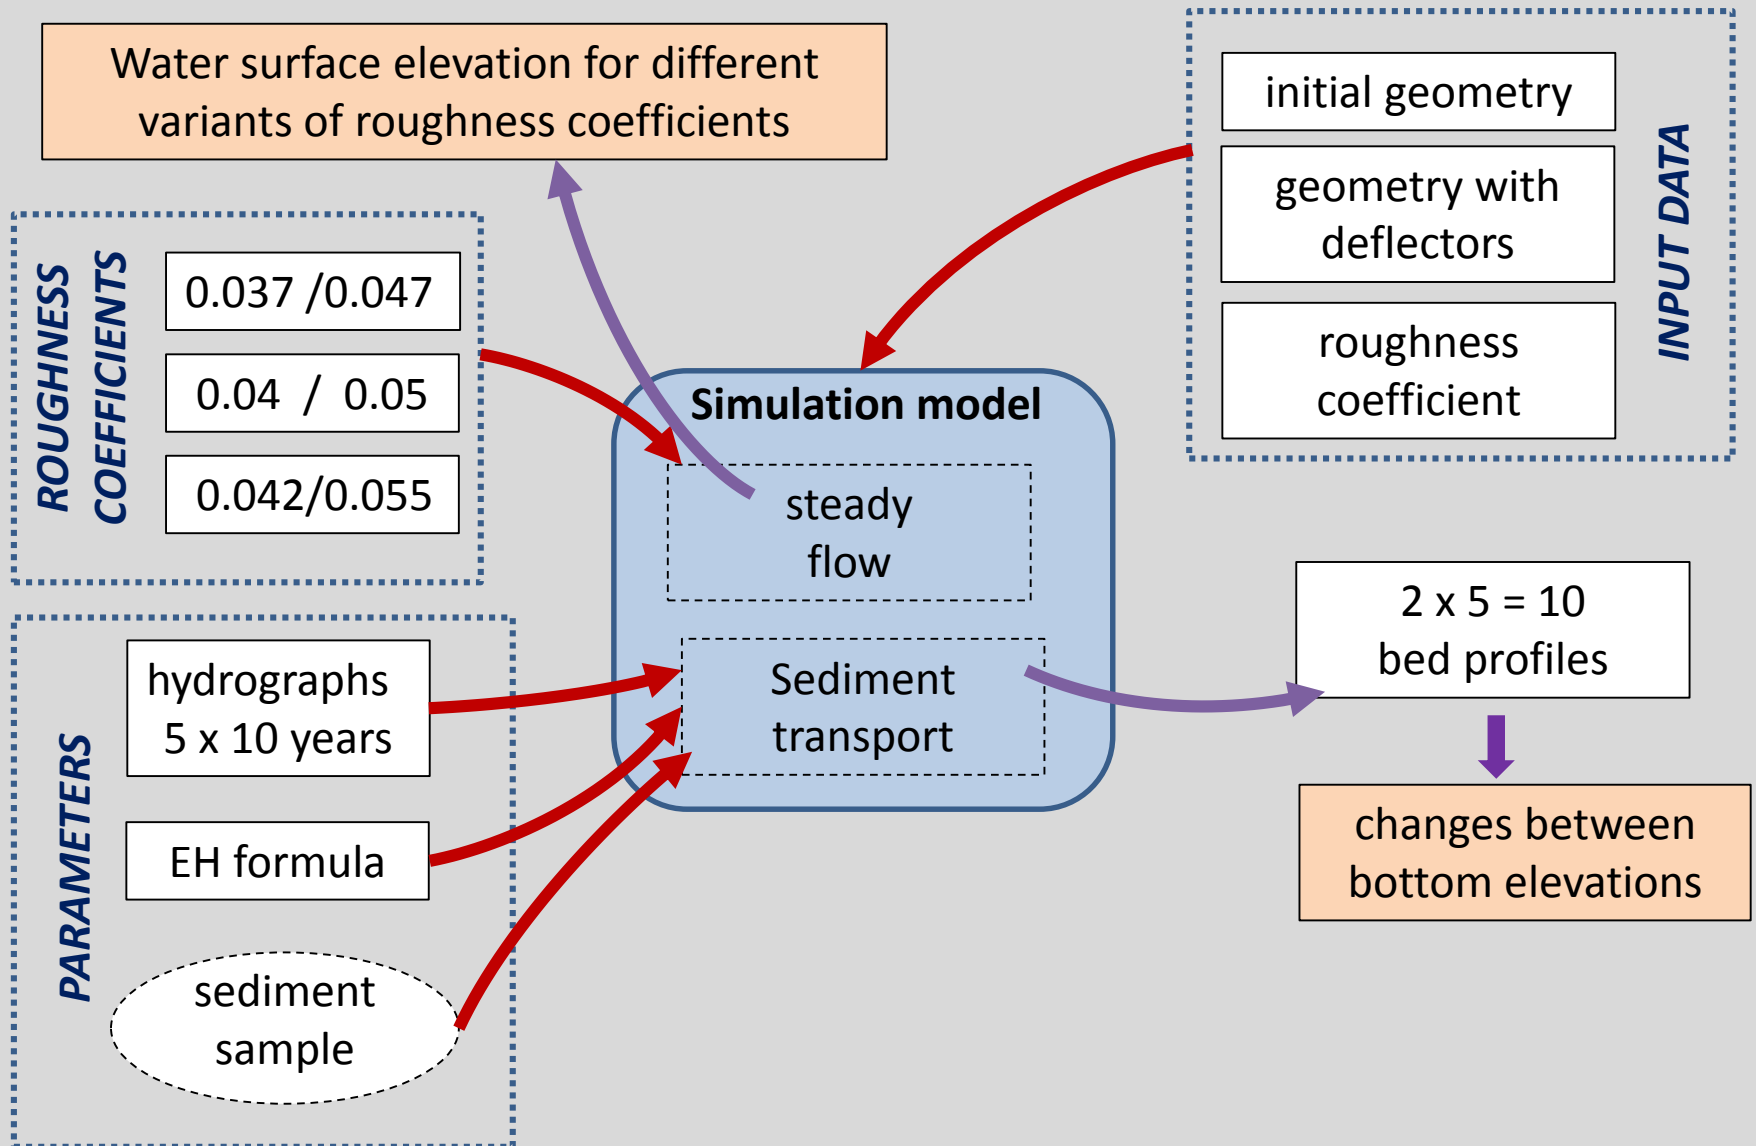 Water surface elevation for different
variants of roughness coefficients
initial geometry
geometry with
deflectors
roughness
coefficient
INPUT DATA
ROUGHNESS
COEFFICIENTS
0.037 /0.047
0.04 / 0.05
0.042/0.055
Simulation model
steady
flow
Sediment
transport
PARAMETERS
hydrographs
5 x 10 years
EH formula
sediment
sample
2 x 5 = 10
bed profiles
changes between
bottom elevations